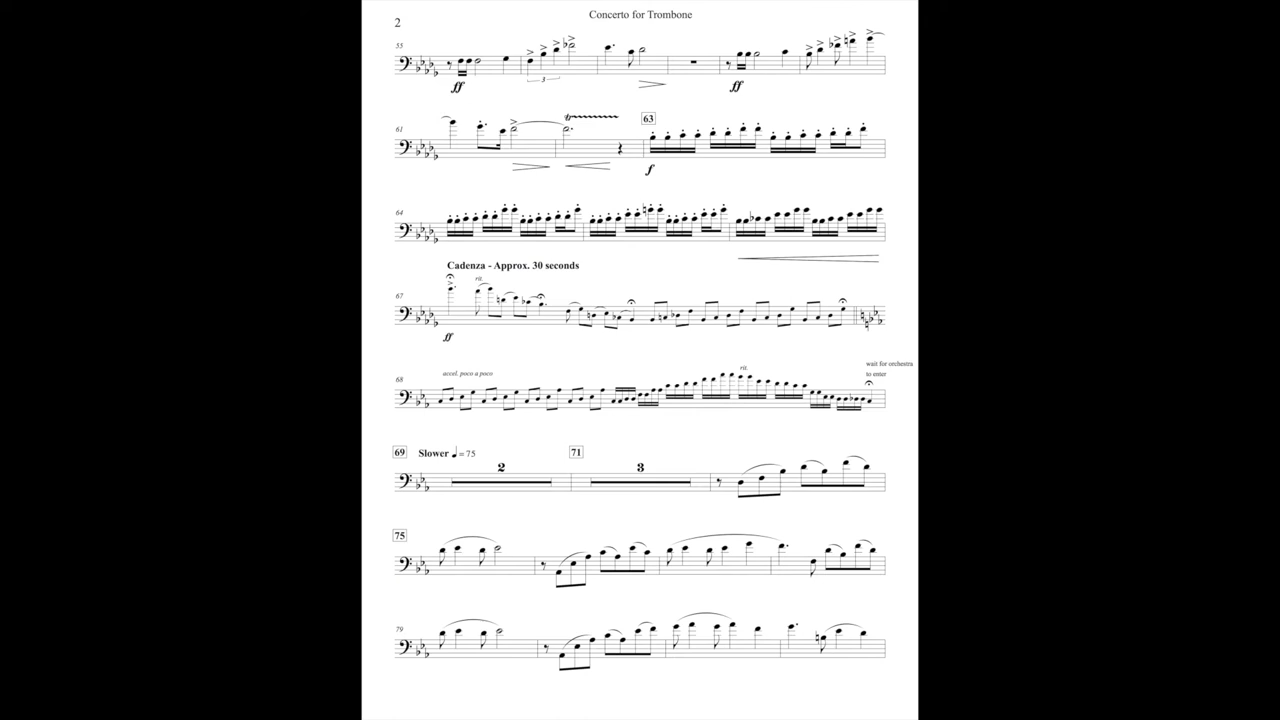 Concerto for Trombone
2
55
ff
3
ff
61
63
f
64
Cadenza - Approx. 30 seconds
rit.
67
ff
wait for orchestra
to enter
accel. poco a poco
rit.
68
69 Slower ♩ = 75 71
2 3
75
79